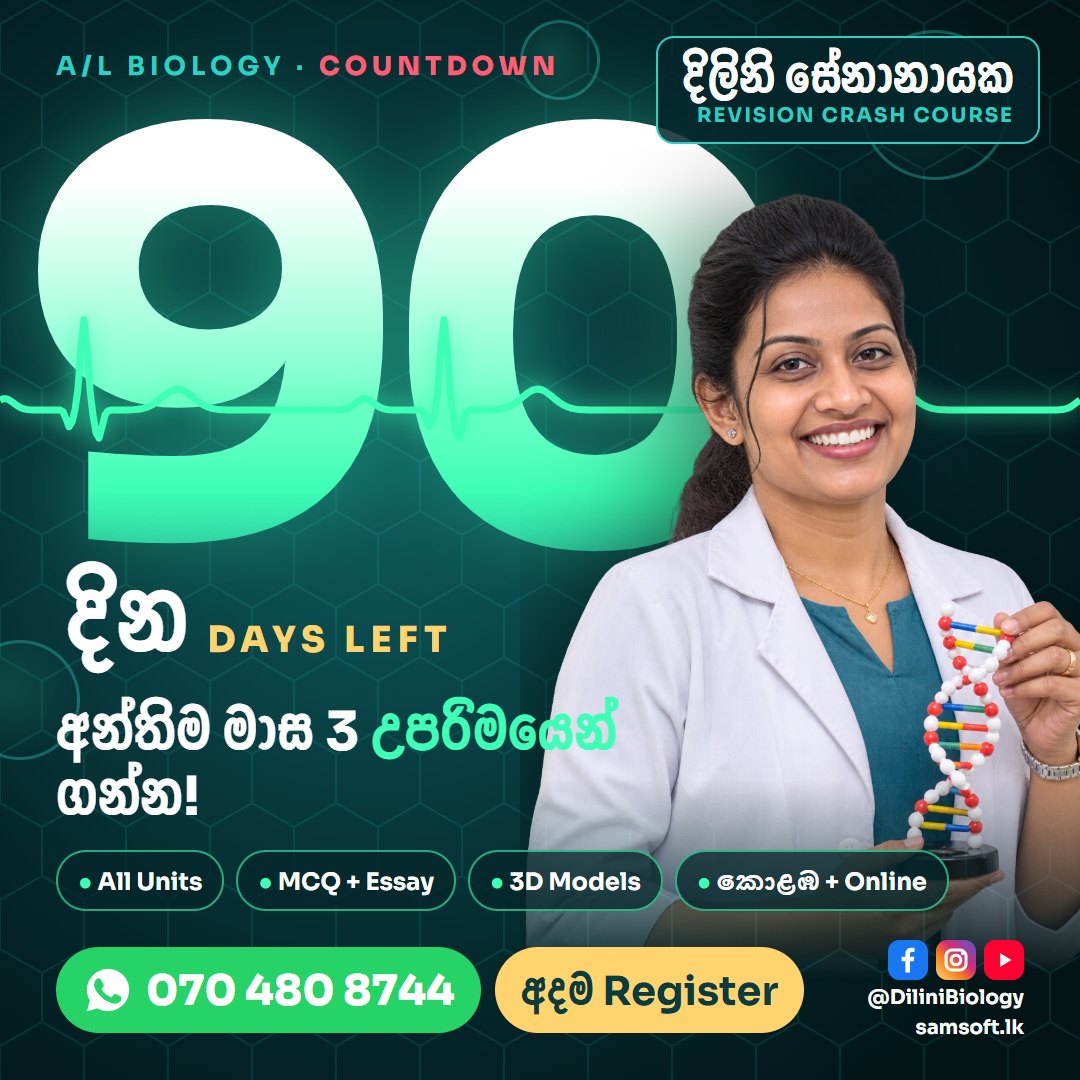 A/L BIOLOGY · COUNTDOWN
දිලිනි සේනානායක
REVISION CRASH COURSE
90
දින DAYS LEFT
අන්තිම මාස 3 උපරිමයෙන්
ගන්න!
• All Units • MCQ + Essay • 3D Models • කොළඹ + Online
070 480 8744 අදම Register
@DiliniBiology
samsoft.lk